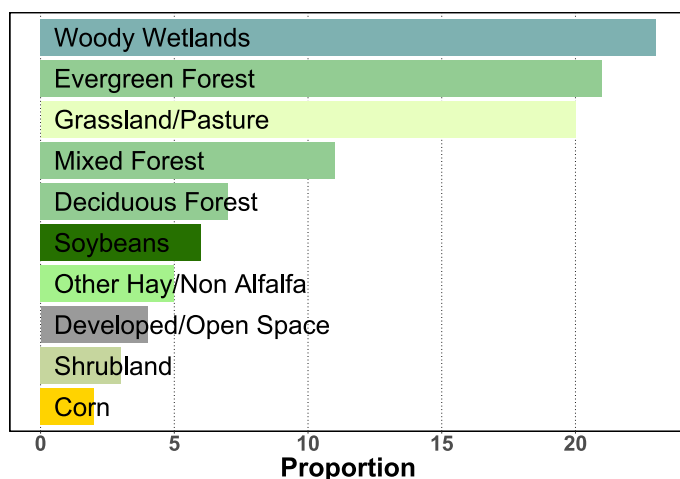 Woody Wetlands
Evergreen Forest
Grassland/Pasture
Mixed Forest
Deciduous Forest
Soybeans
Other Hay/Non Alfalfa
Developed/Open Space
Shrubland
Corn
0 5 10 15 20
Proportion